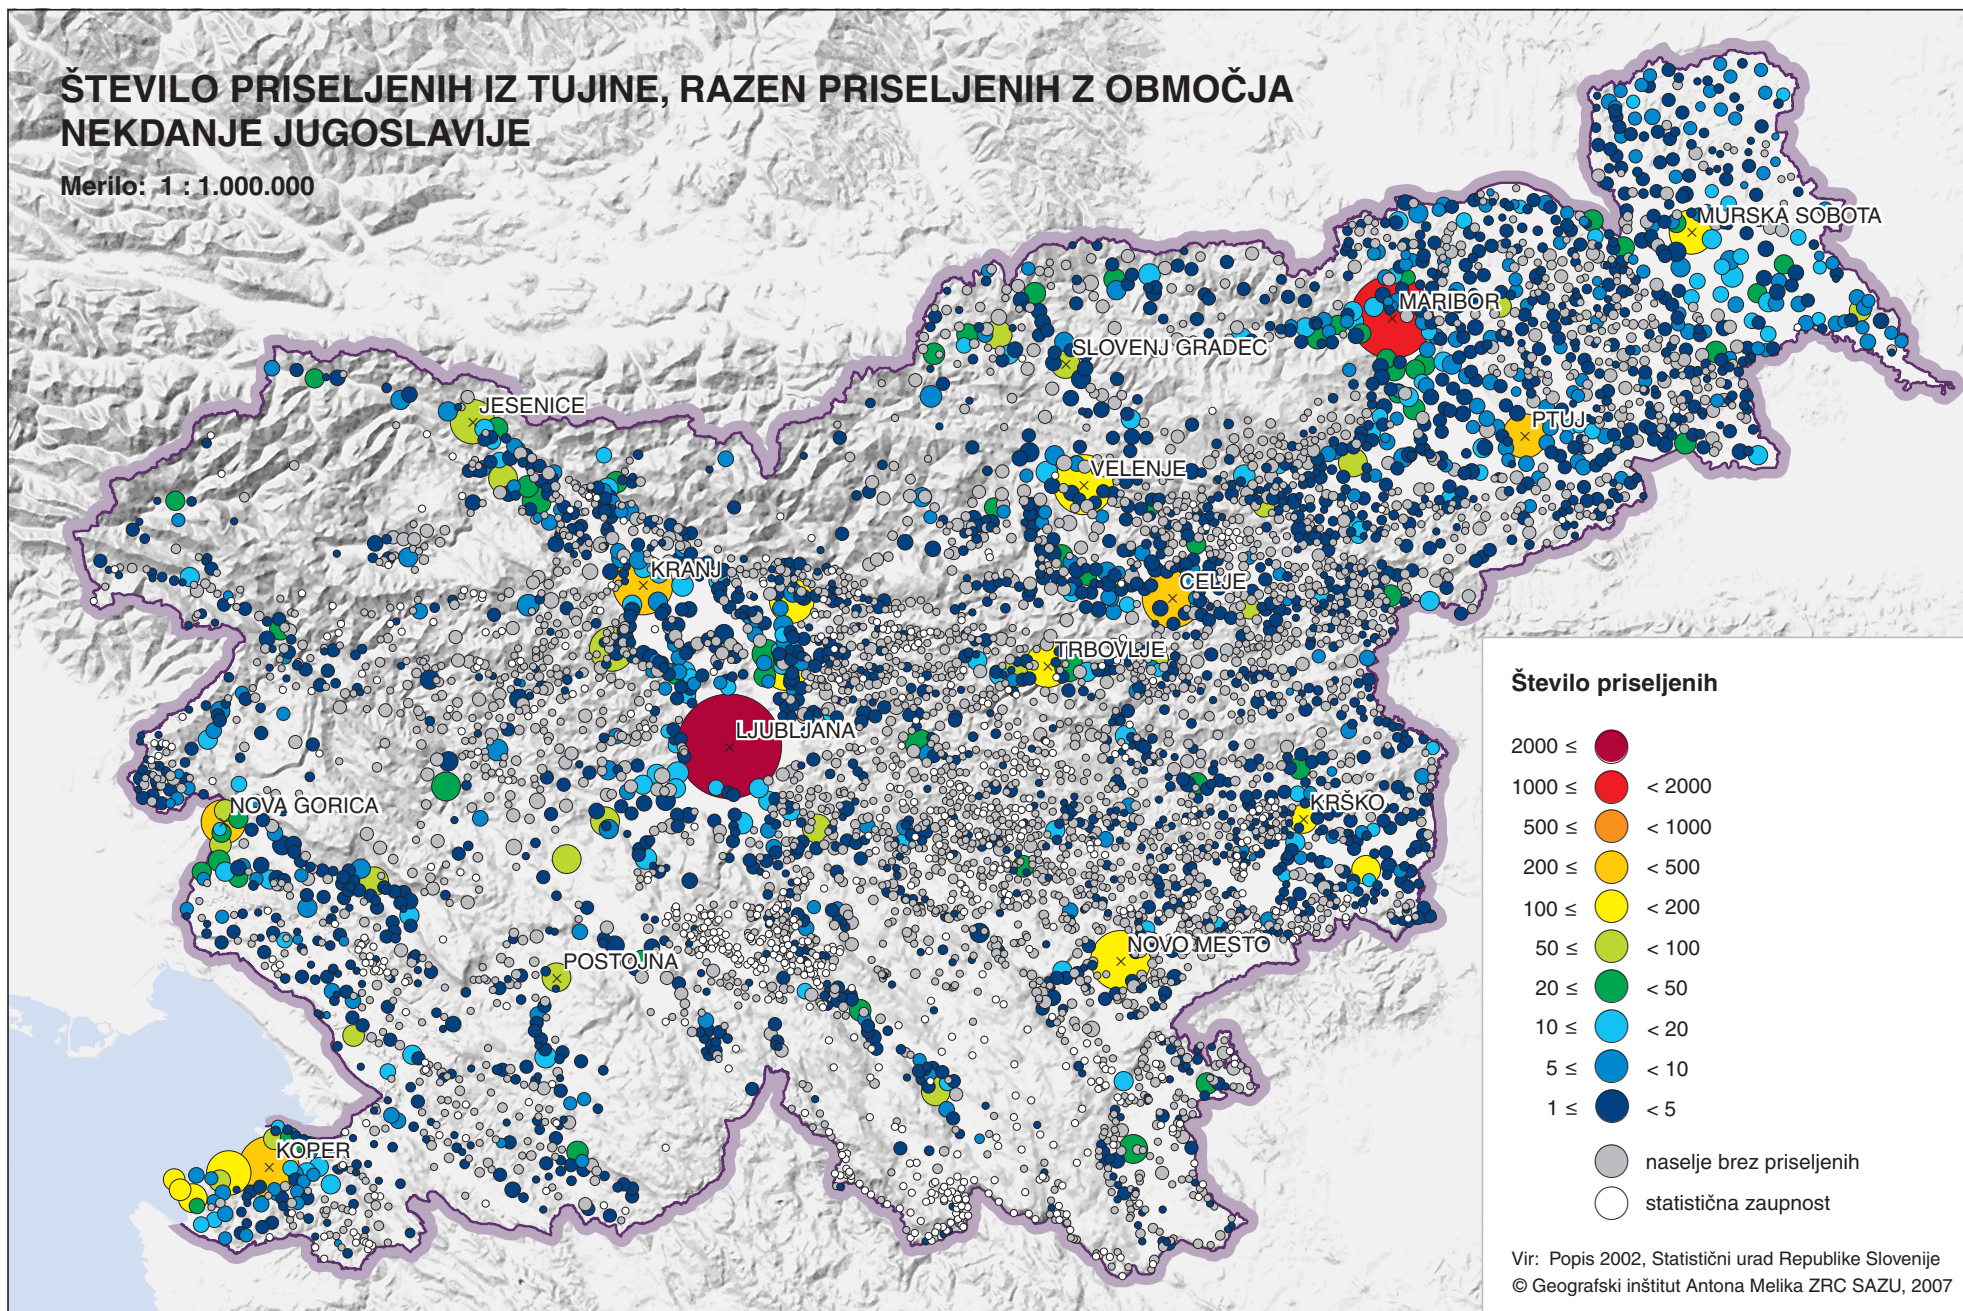 ŠTEVILO PRISELJENIH IZ TUJINE, RAZEN PRISELJENIH Z OBMOČJA
NEKDANJE JUGOSLAVIJE
Merilo: 1 : 1.000.000
MURSKA SOBOTA
MARIBOR
SLOVENJ GRADEC
JESENICE
PTUJ
VELENJE
KRANJ
CELJE
TRBOVLJE
LJUBLJANA
NOVA GORICA
KRŠKO
NOVO MESTO
POSTOJNA
KOPER
Število priseljenih
2000 ≤
1000 ≤ < 2000
500 ≤ < 1000
200 ≤ < 500
100 ≤ < 200
50 ≤ < 100
20 ≤ < 50
10 ≤ < 20
5 ≤ < 10
1 ≤ < 5
naselje brez priseljenih
statistična zaupnost
Vir: Popis 2002, Statistični urad Republike Slovenije
© Geografski inštitut Antona Melika ZRC SAZU, 2007